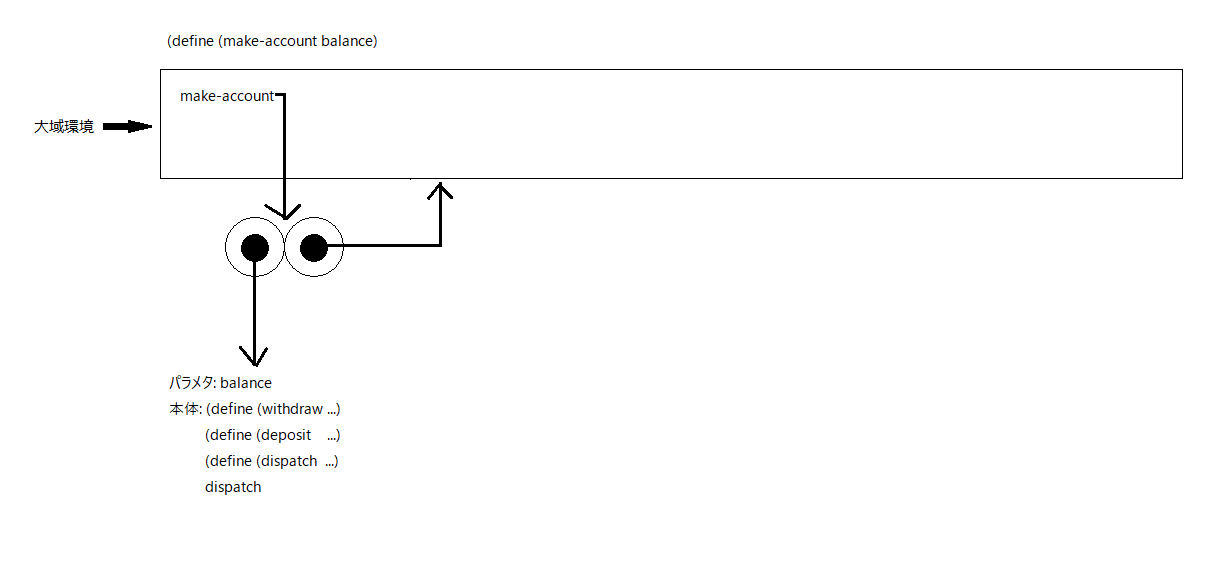 (define (make-account balance)
make-account
大域環境
パラメタ: balance
本体: (define (withdraw ...)
(define (deposit ...)
(define (dispatch ...)
dispatch